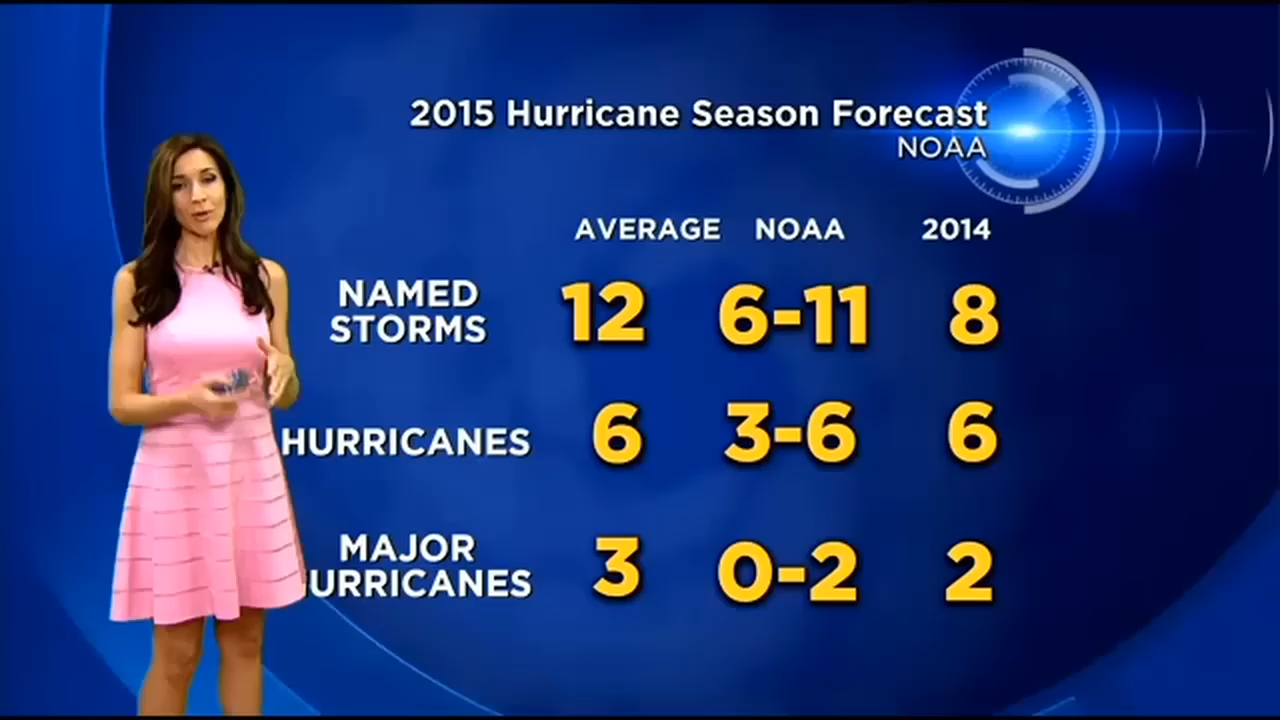 2015 Hurricane Season Forecast
NOAA
AVERAGE NOAA 2014
NAMED
STORMS
12 6-11 8
HURRICANES 6 3-6 6
MAJOR
HURRICANES
3 0-2 2